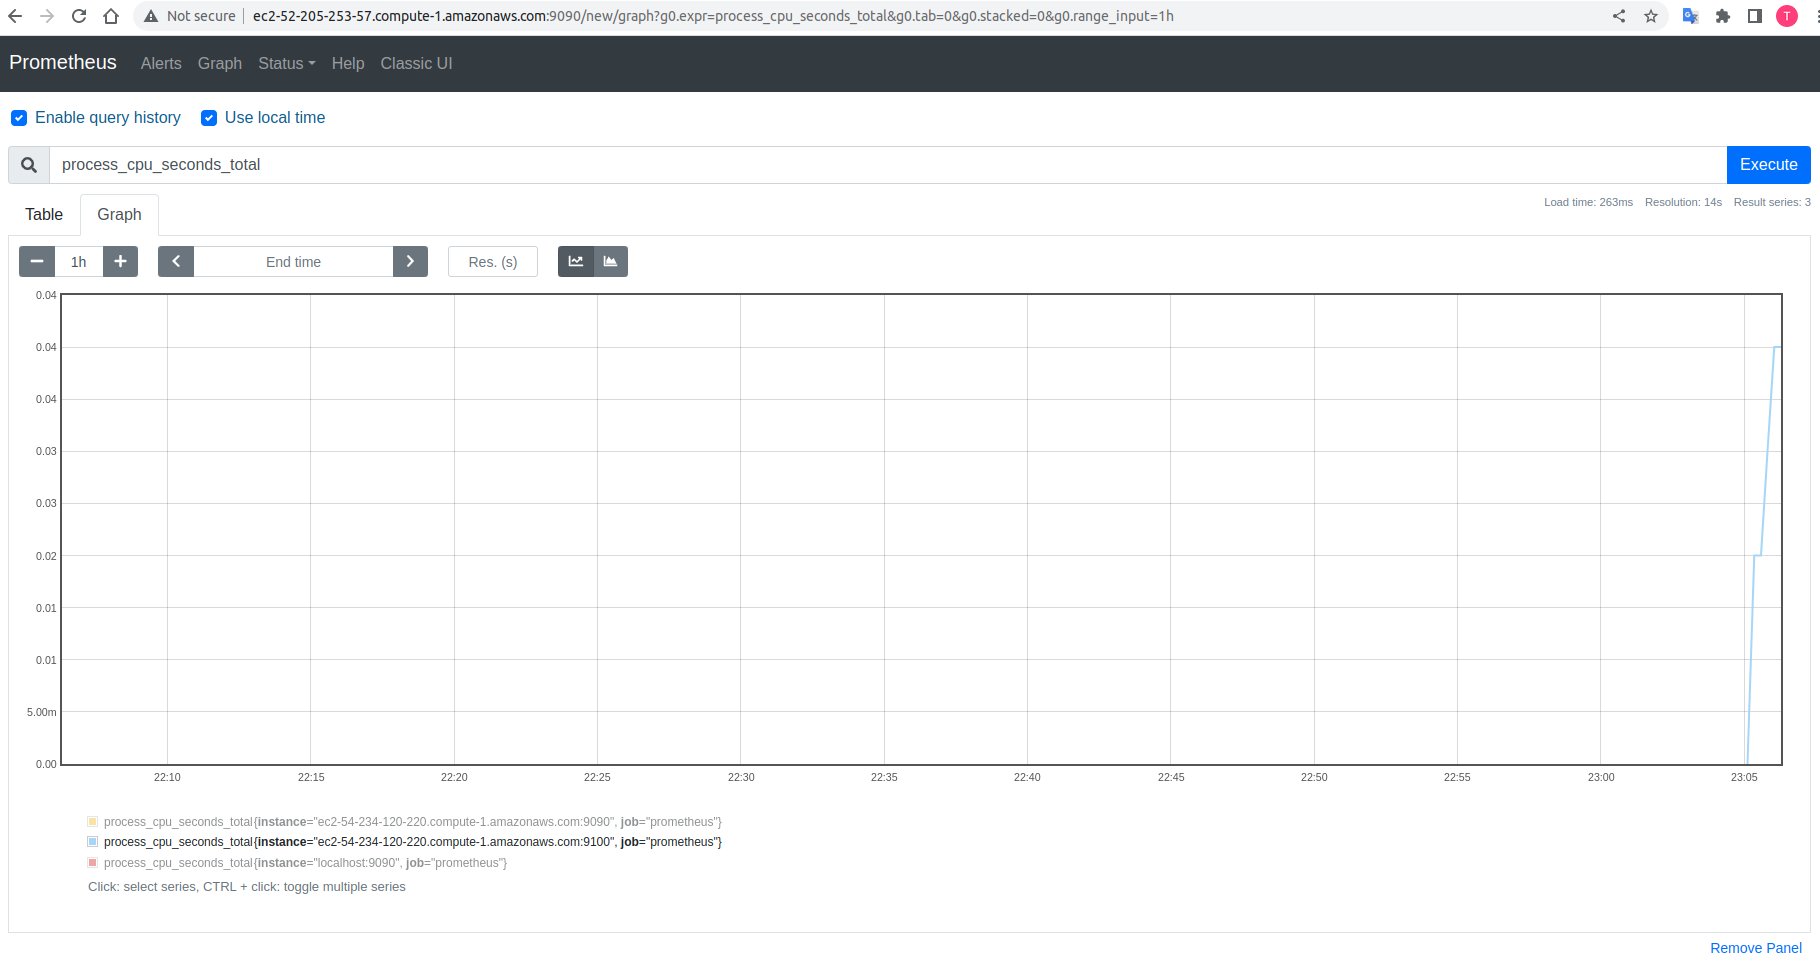 Not secure ec2-52-205-253-57.compute-1.amazonaws.com:9090/new/graph?g0.expr=process_cpu_seconds_total&g0.tab=0&g0.stacked=0&g0.range_input=1h
T
Prometheus Alerts Graph Status Help Classic UI
Enable query history Use local time
process_cpu_seconds_total Execute
Table Graph Load time: 263ms Resolution: 14s Result series: 3
1h End time Res. (s)
0.04
0.04
0.04
0.03
0.03
0.02
0.01
0.01
5.00m
0.00
22:10 22:15 22:20 22:25 22:30 22:35 22:40 22:45 22:50 22:55 23:00 23:05
process_cpu_seconds_total{instance="ec2-54-234-120-220.compute-1.amazonaws.com:9090", job="prometheus"}
process_cpu_seconds_total{instance="ec2-54-234-120-220.compute-1.amazonaws.com:9100", job="prometheus"}
process_cpu_seconds_total{instance="localhost:9090", job="prometheus"}
Click: select series, CTRL + click: toggle multiple series
Remove Panel